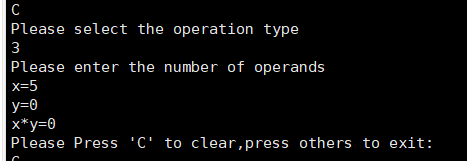 C
Please select the operation type
3
Please enter the number of operands
x=5
y=0
x*y=0
Please Press 'C' to clear,press others to exit: